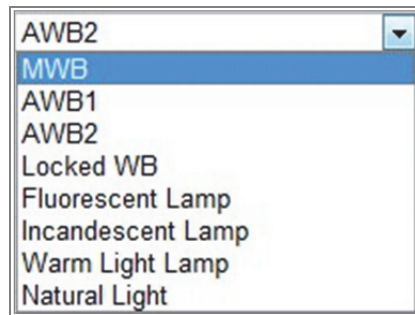 AWB2
MWB
AWB1
AWB2
Locked WB
Fluorescent Lamp
Incandescent Lamp
Warm Light Lamp
Natural Light